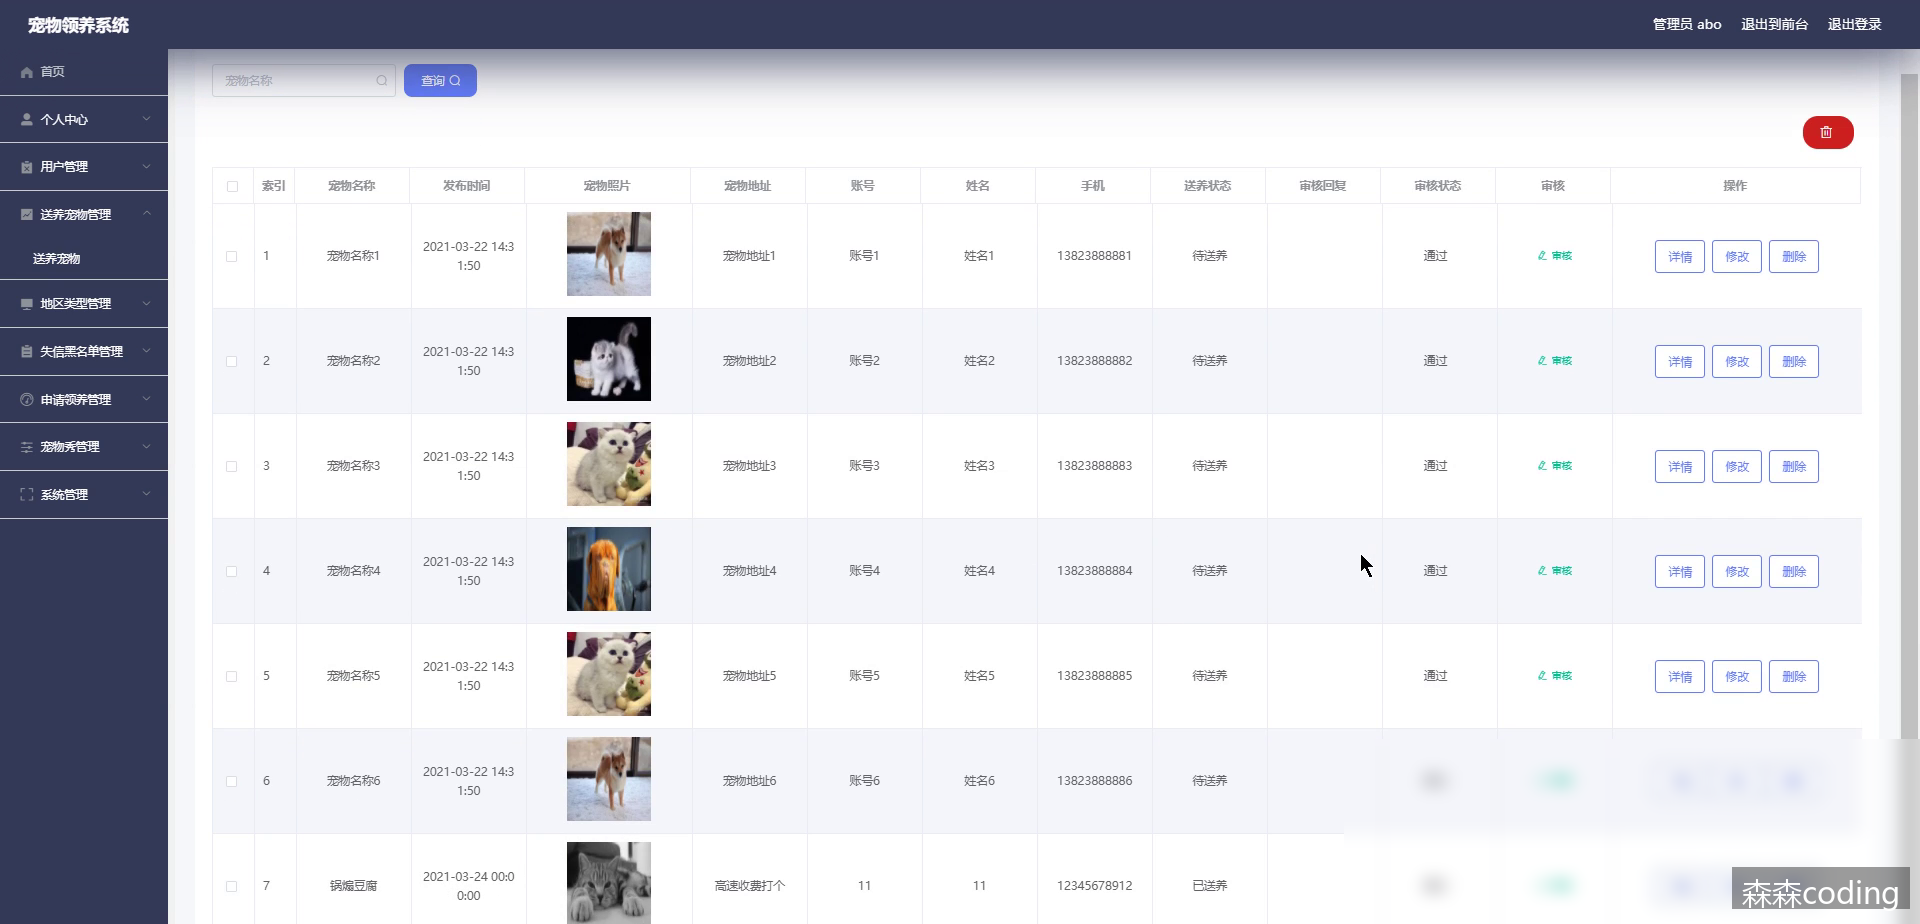 宠物领养系统
管理员 abo 退出到前台 退出登录
首页
个人中心
用户管理
送养宠物管理
送养宠物
地区类型管理
失信黑名单管理
申请领养管理
宠物秀管理
系统管理
宠物名称 查询
索引 宠物名称 发布时间 宠物照片 宠物地址 账号 姓名 手机 送养状态 审核回复 审核状态 审核 操作
1 宠物名称1 2021-03-22 14:3
1:50 宠物地址1 账号1 姓名1 13823888881 待送养 通过 审核 详情 修改 删除
2 宠物名称2 2021-03-22 14:3
1:50 宠物地址2 账号2 姓名2 13823888882 待送养 通过 审核 详情 修改 删除
3 宠物名称3 2021-03-22 14:3
1:50 宠物地址3 账号3 姓名3 13823888883 待送养 通过 审核 详情 修改 删除
4 宠物名称4 2021-03-22 14:3
1:50 宠物地址4 账号4 姓名4 13823888884 待送养 通过 审核 详情 修改 删除
5 宠物名称5 2021-03-22 14:3
1:50 宠物地址5 账号5 姓名5 13823888885 待送养 通过 审核 详情 修改 删除
6 宠物名称6 2021-03-22 14:3
1:50 宠物地址6 账号6 姓名6 13823888886 待送养
7 锅煸豆腐 2021-03-24 00:0
0:00 高速收费打个 11 11 12345678912 已送养
森森coding